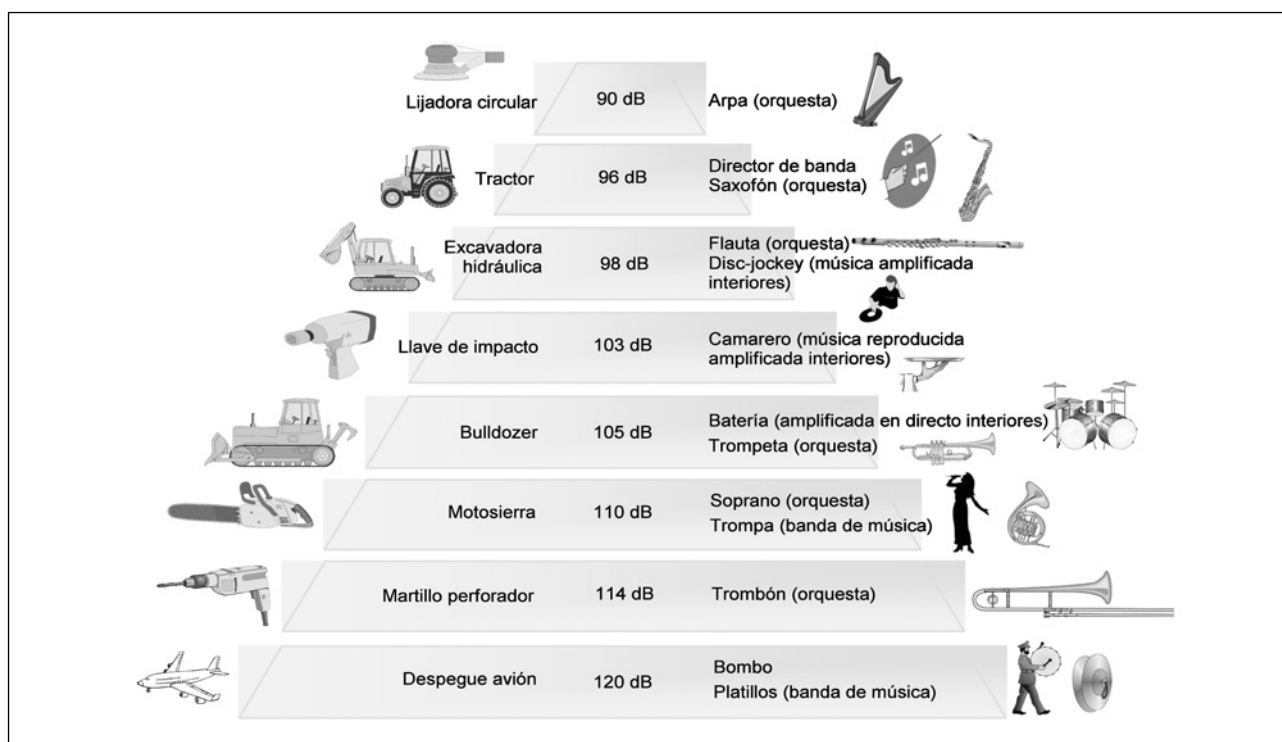 Lijadora circular 90 dB Arpa (orquesta)
Tractor 96 dB Director de banda
Saxofón (orquesta)
Excavadora
hidráulica 98 dB Flauta (orquesta)
Disc-jockey (música amplificada
interiores)
Llave de impacto 103 dB Camarero (música reproducida
amplificada interiores)
Bulldozer 105 dB Batería (amplificada en directo interiores)
Trompeta (orquesta)
Motosierra 110 dB Soprano (orquesta)
Trompa (banda de música)
Martillo perforador 114 dB Trombón (orquesta)
Despegue avión 120 dB Bombo
Platillos (banda de música)